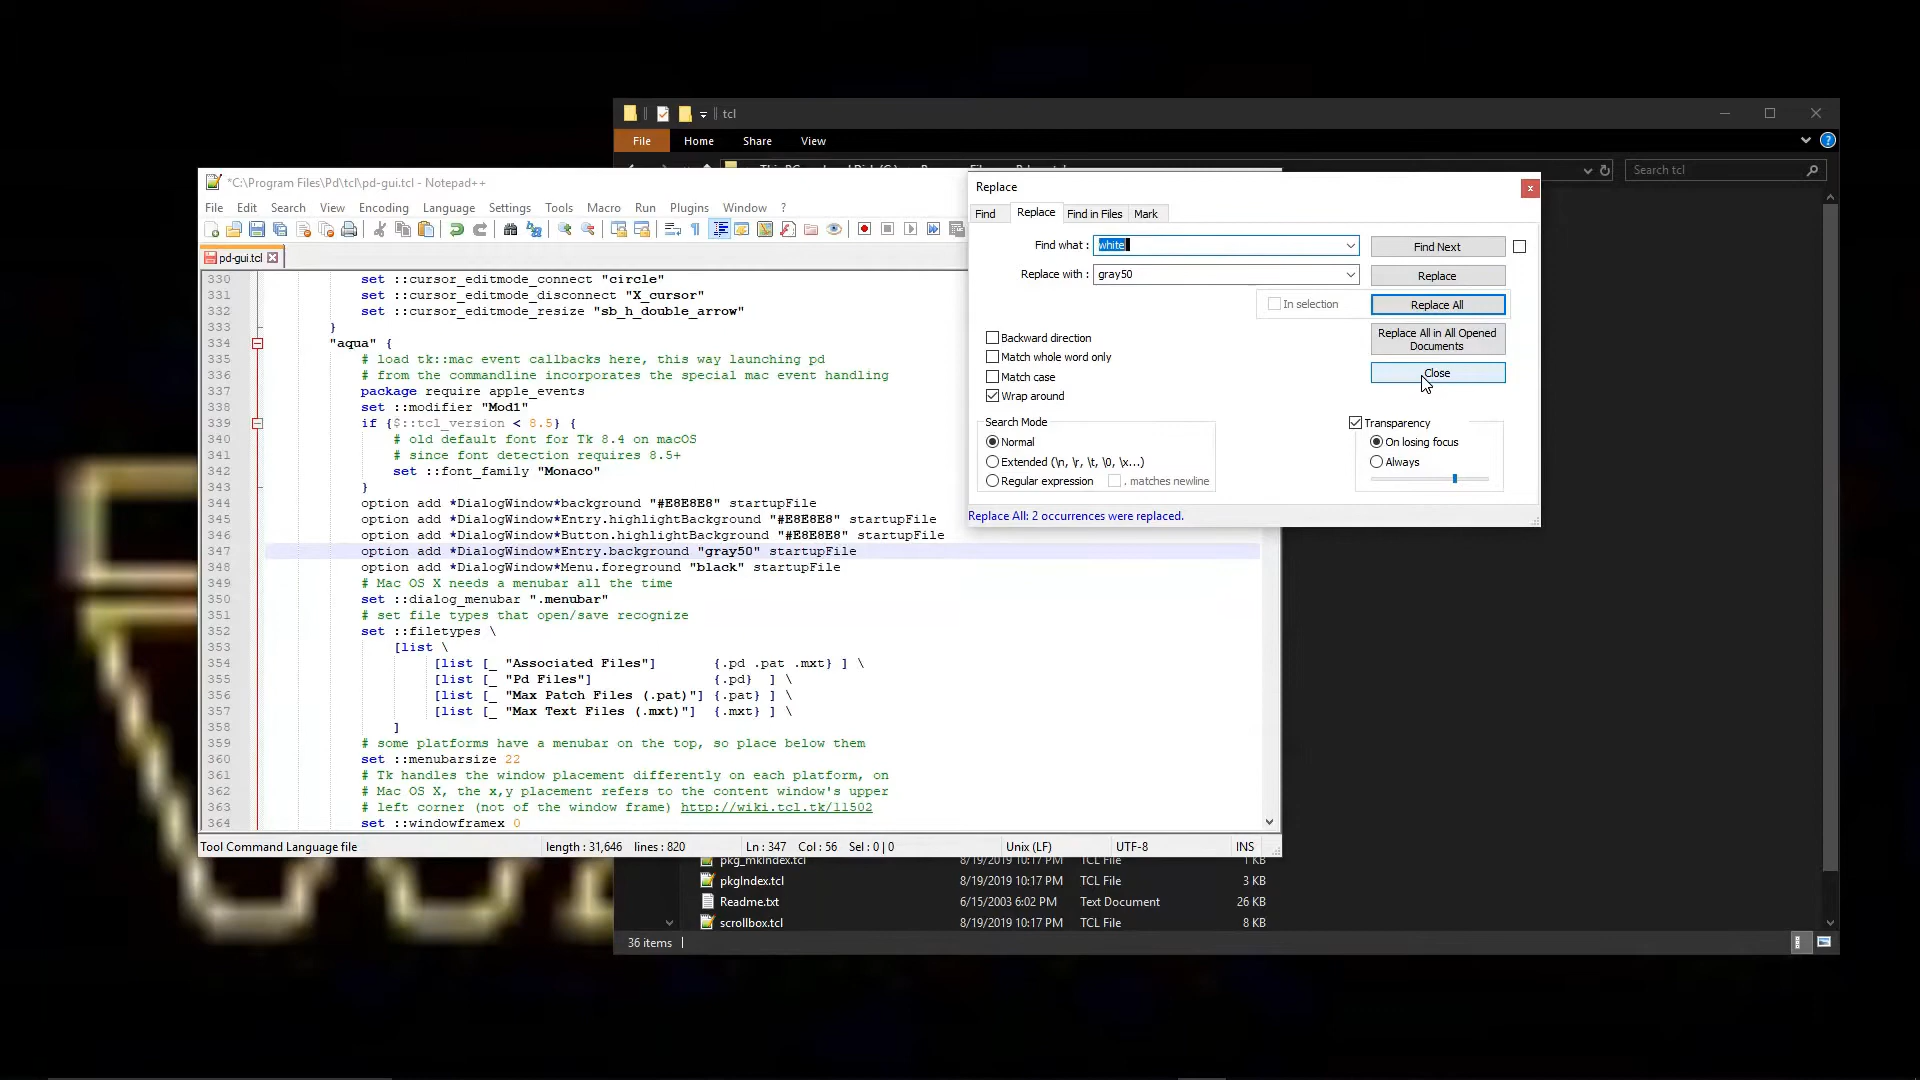 tcl
File Home Share View
Search tcl
*C:\Program Files\Pd\tcl\pd-gui.tcl - Notepad++
File Edit Search View Encoding Language Settings Tools Macro Run Plugins Window ?
pd-gui.tcl
330 set ::cursor_editmode_connect "circle"
331 set ::cursor_editmode_disconnect "X_cursor"
332 set ::cursor_editmode_resize "sb_h_double_arrow"
333 }
334 "aqua" {
335 # load tk::mac event callbacks here, this way launching pd
336 # from the commandline incorporates the special mac event handling
337 package require apple_events
338 set ::modifier "Mod1"
339 if {$::tcl_version < 8.5} {
340 # old default font for Tk 8.4 on macOS
341 # since font detection requires 8.5+
342 set ::font_family "Monaco"
343 }
344 option add *DialogWindow*background "#E8E8E8" startupFile
345 option add *DialogWindow*Entry.highlightBackground "#E8E8E8" startupFile
346 option add *DialogWindow*Button.highlightBackground "#E8E8E8" startupFile
347 option add *DialogWindow*Entry.background "gray50" startupFile
348 option add *DialogWindow*Menu.foreground "black" startupFile
349 # Mac OS X needs a menubar all the time
350 set ::dialog_menubar ".menubar"
351 # set file types that open/save recognize
352 set ::filetypes \
353 [list \
354 [list [_ "Associated Files"] {.pd .pat .mxt} ] \
355 [list [_ "Pd Files"] {.pd} ] \
356 [list [_ "Max Patch Files (.pat)"] {.pat} ] \
357 [list [_ "Max Text Files (.mxt)"] {.mxt} ] \
358 ]
359 # some platforms have a menubar on the top, so place below them
360 set ::menubarsize 22
361 # Tk handles the window placement differently on each platform, on
362 # Mac OS X, the x,y placement refers to the content window's upper
363 # left corner (not of the window frame) http://wiki.tcl.tk/11502
364 set ::windowframex 0
Tool Command Language file length : 31,646 lines : 820 Ln : 347 Col : 56 Sel : 0 | 0 Unix (LF) UTF-8 INS
Replace
Find Replace Find in Files Mark
Find what : white Find Next
Replace with : gray50 Replace
In selection Replace All
Replace All in All Opened
Documents
Close
Backward direction
Match whole word only
Match case
Wrap around
Search Mode
Normal
Extended (\n, \r, \t, \0, \x...)
Regular expression . matches newline
Transparency
On losing focus
Always
Replace All: 2 occurrences were replaced.
pkg_mkIndex.tcl 8/19/2019 10:17 PM TCL File 1 KB
pkgIndex.tcl 8/19/2019 10:17 PM TCL File 3 KB
Readme.txt 6/15/2003 6:02 PM Text Document 26 KB
scrollbox.tcl 8/19/2019 10:17 PM TCL File 8 KB
36 items